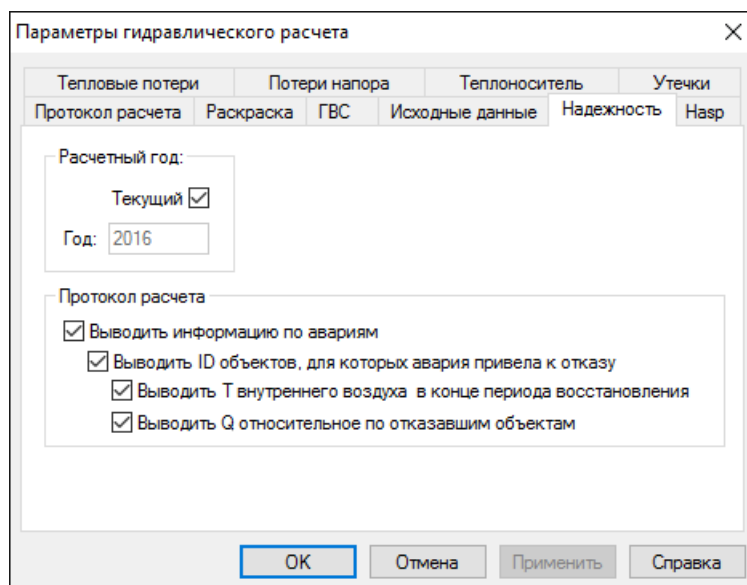 Параметры гидравлического расчета
Тепловые потери Потери напора Теплоноситель Утечки
Протокол расчета Раскраска ГВС Исходные данные Надежность Hasp
Расчетный год:
Текущий
Год: 2016
Протокол расчета
Выводить информацию по авариям
Выводить ID объектов, для которых авария привела к отказу
Выводить Т внутреннего воздуха в конце периода восстановления
Выводить Q относительное по отказавшим объектам
ОК Отмена Применить Справка